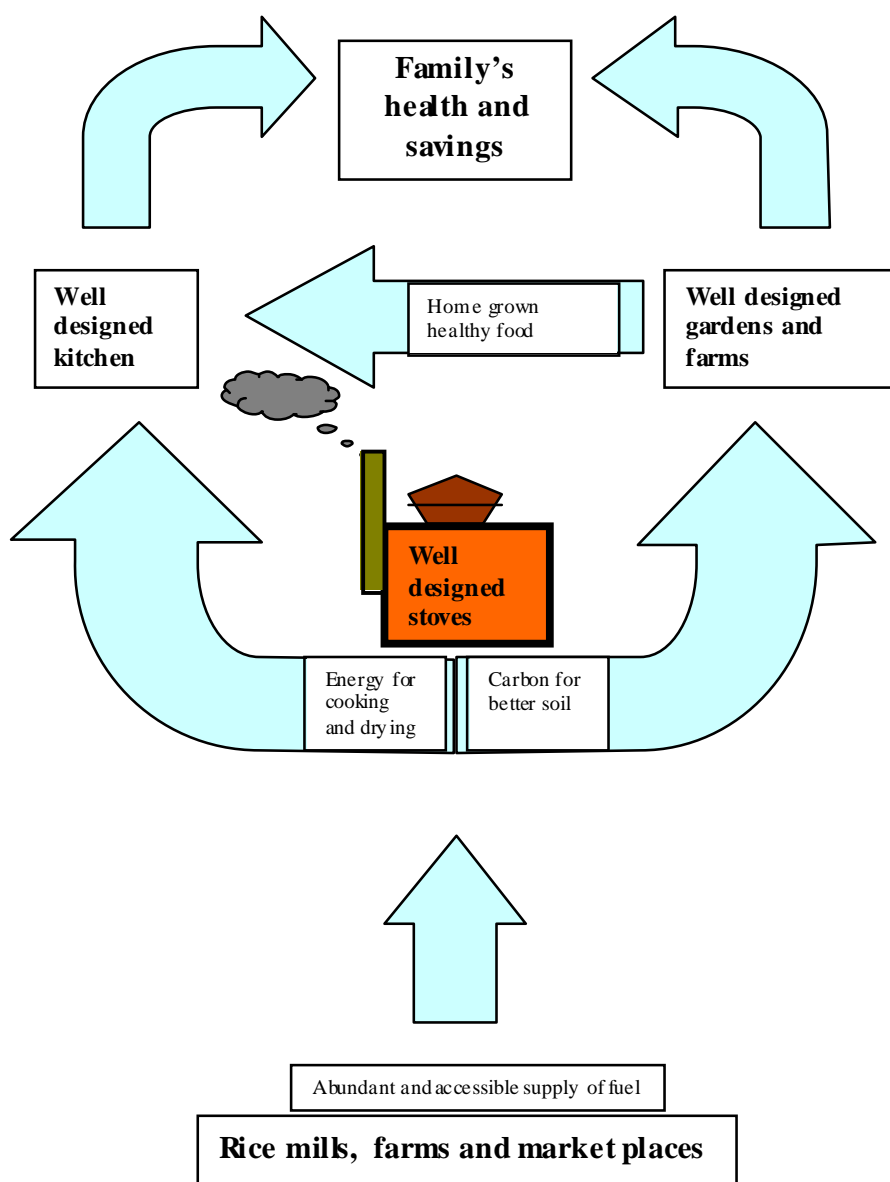 Family's
health and
savings
Well
designed
kitchen
Home grown
healthy food
Well designed
gardens and
farms
Well
designed
stoves
Energy for
cooking
and drying
Carbon for
better soil
Abundant and accessible supply of fuel
Rice mills, farms and market places